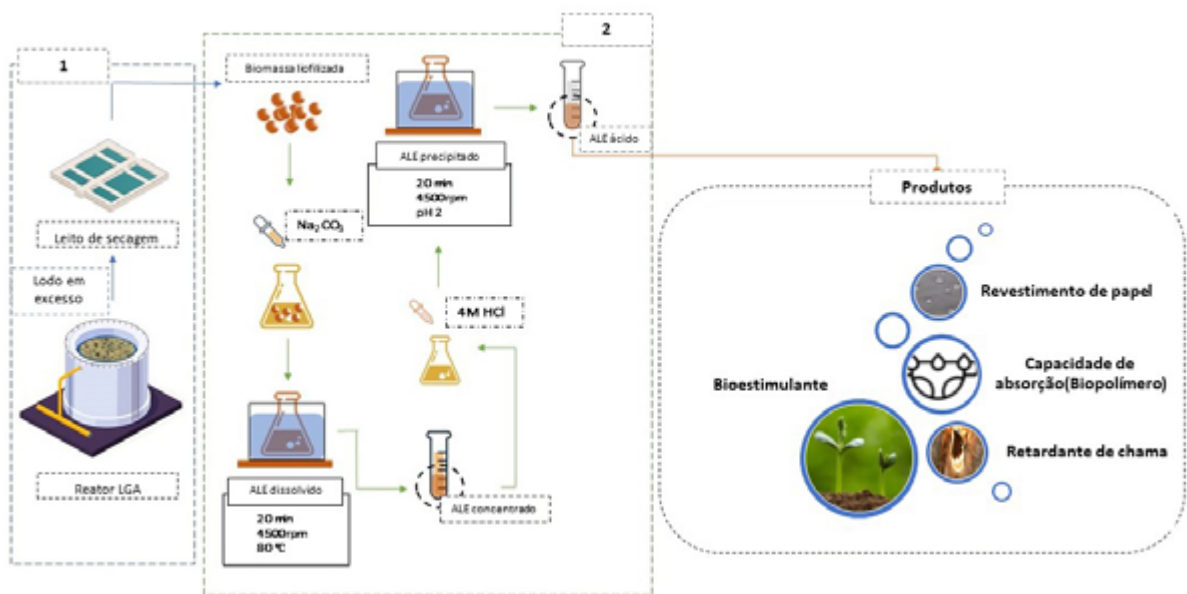 1
Leito de secagem
Lodo em
excesso
Reator LGA
2
Biomassa liofilizada
Na₂CO₃
ALE dissolvido
20 min
4500rpm
80 °C
ALE concentrado
4M HCl
ALE precipitado
20 min
4500rpm
pH 2
ALE ácido
Produtos
Revestimento de papel
Capacidade de
absorção(Biopolímero)
Bioestimulante
Retardante de chama